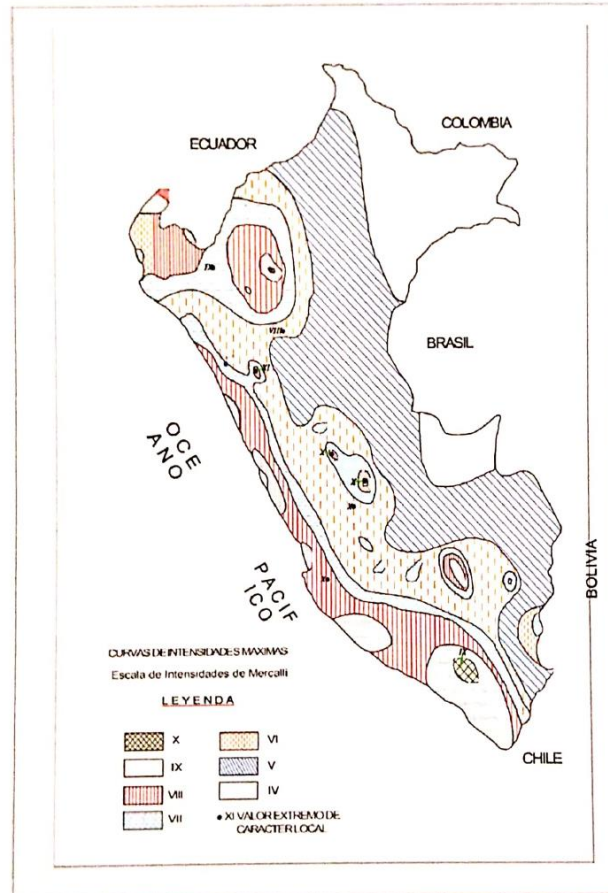 COLOMBIA
ECUADOR
BRASIL
OCE
ANO
PACIF
ICO
BOLIVIA
CHILE
CURVAS DE INTENSIDADES MAXIMAS
Escala de Intensidades de Mercalli
LEYENDA
X
IX
VIII
VII
VI
V
IV
• XI VALOR EXTREMO DE
CARACTER LOCAL